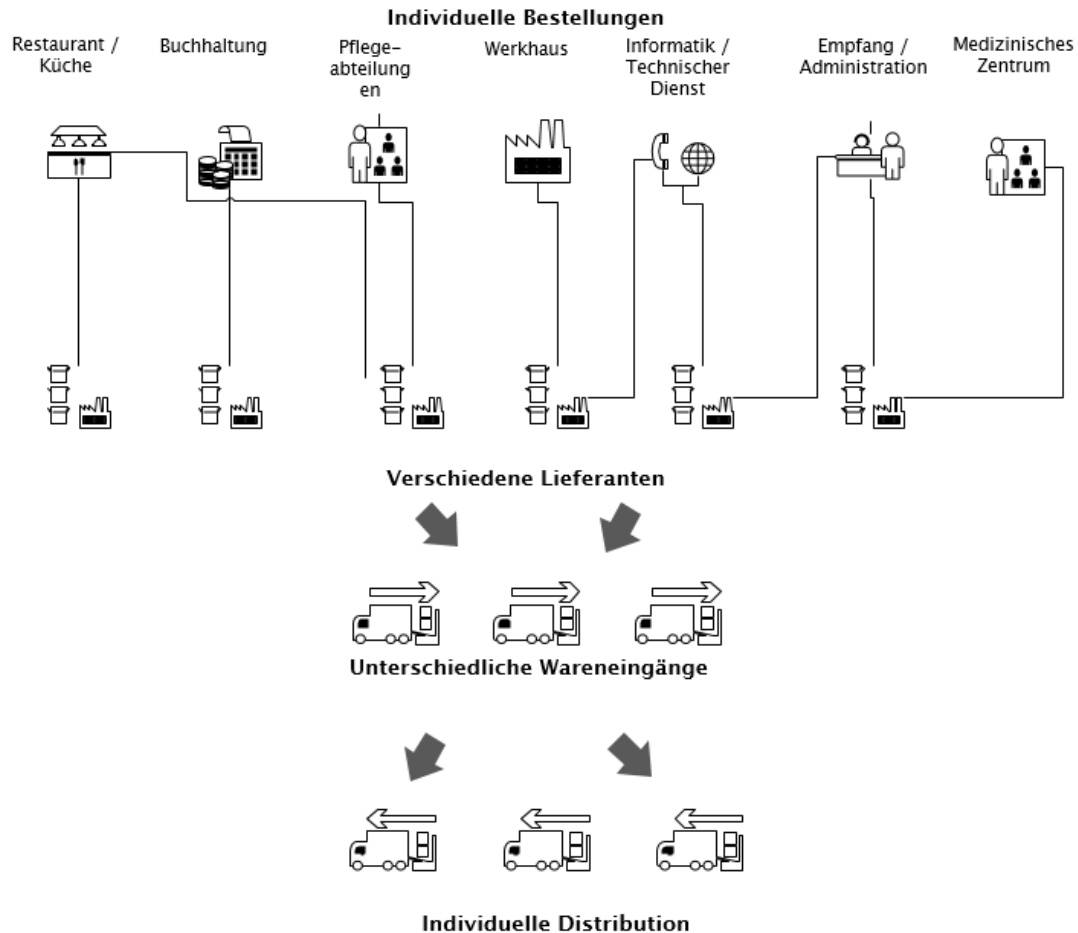 Individuelle Bestellungen
Restaurant /
Küche
Buchhaltung
Pflege-
abteilung
en
Werkhaus
Informatik /
Technischer
Dienst
Empfang /
Administration
Medizinisches
Zentrum
Verschiedene Lieferanten
Unterschiedliche Wareneingänge
Individuelle Distribution